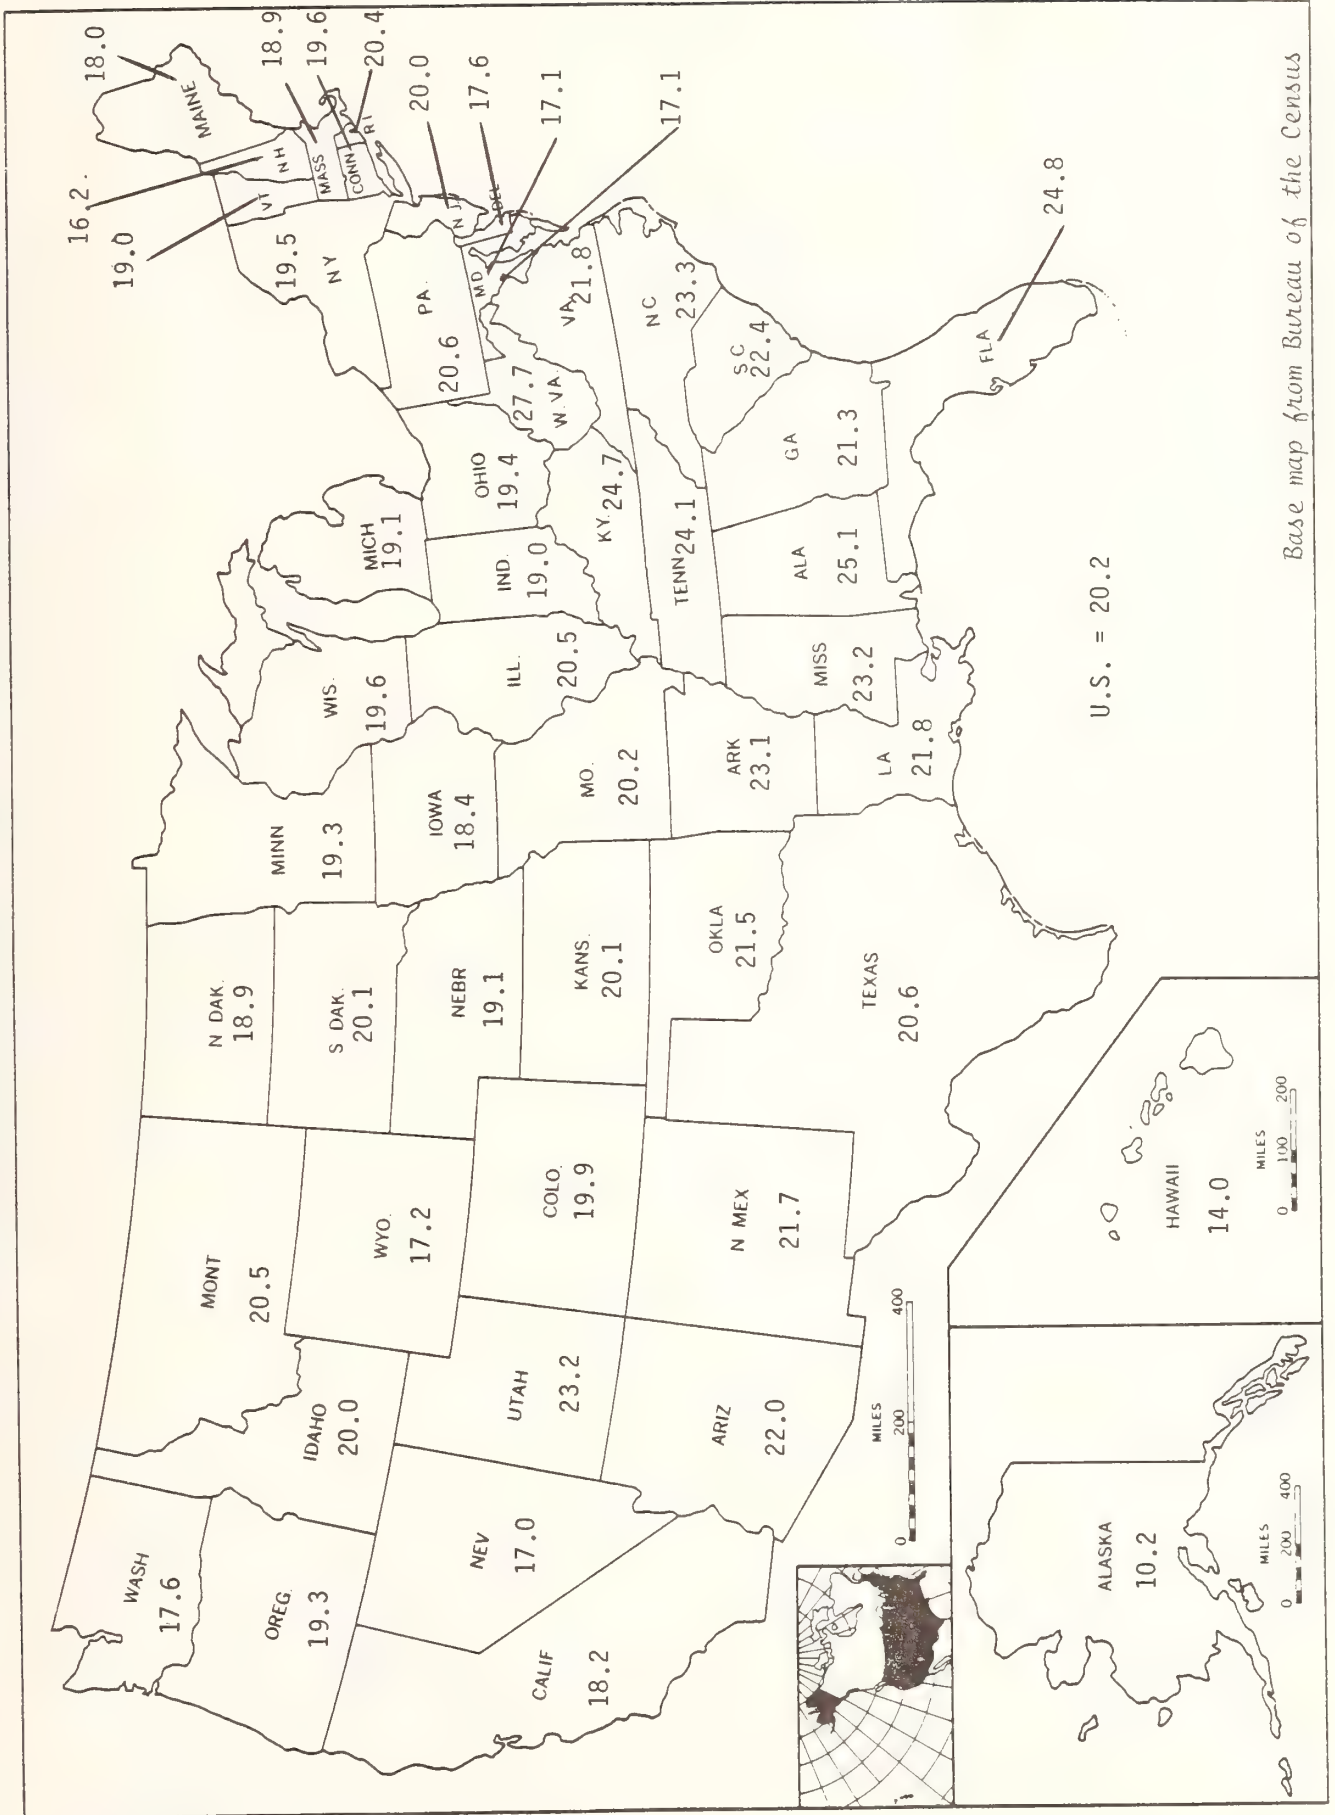 WASH
17.6
OREG.
19.3
CALIF
18.2
NEV
17.0
IDAHO
20.0
MONT
20.5
WYO.
17.2
UTAH
23.2
ARIZ
22.0
COLO.
19.9
N MEX
21.7
N DAK.
18.9
S DAK.
20.1
NEBR
19.1
KANS.
20.1
OKLA
21.5
TEXAS
20.6
MINN
19.3
IOWA
18.4
MO.
20.2
ARK
23.1
LA
21.8
WIS.
19.6
ILL.
20.5
MICH
19.1
IND.
19.0
OHIO
19.4
KY. 24.7
TENN 24.1
MISS
23.2
ALA
25.1
GA
21.3
FLA
24.8
S C
22.4
N C
23.3
VA.
21.8
W. VA.
27.7
PA.
20.6
N Y
19.5
VT
19.0
N H
16.2
MAINE
18.0
MASS
18.9
CONN
19.6
R I
20.4
N J
20.0
DEL
17.6
MD
17.1
17.1
U.S. = 20.2
ALASKA
10.2
MILES
0 200 400
HAWAII
14.0
MILES
0 100 200
MILES
0 200 400
Base map from Bureau of the Census